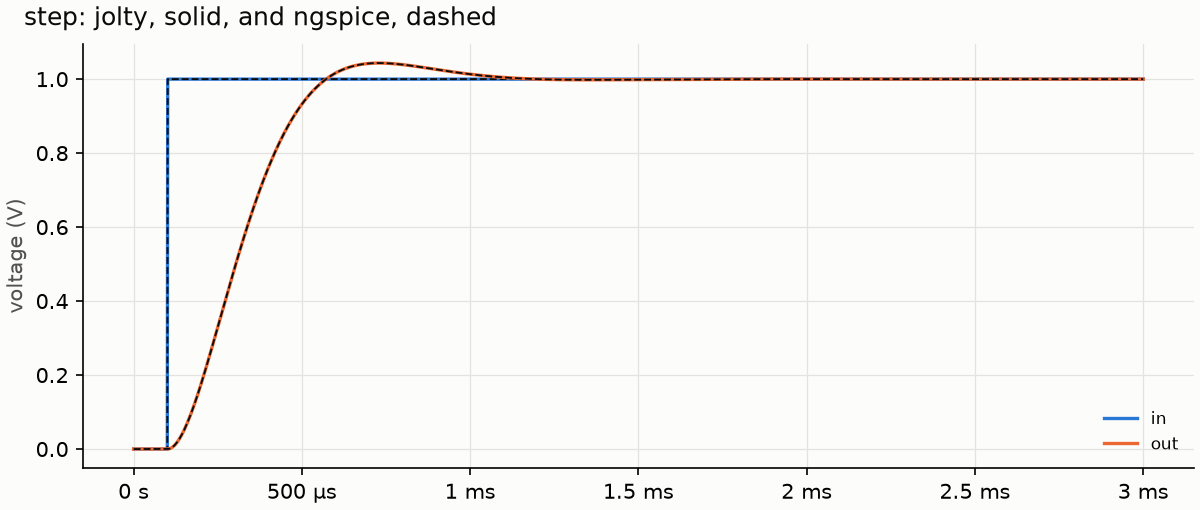 step: jolty, solid, and ngspice, dashed
voltage (V)
1.0
0.8
0.6
0.4
0.2
0.0
in
out
0 s 500 µs 1 ms 1.5 ms 2 ms 2.5 ms 3 ms